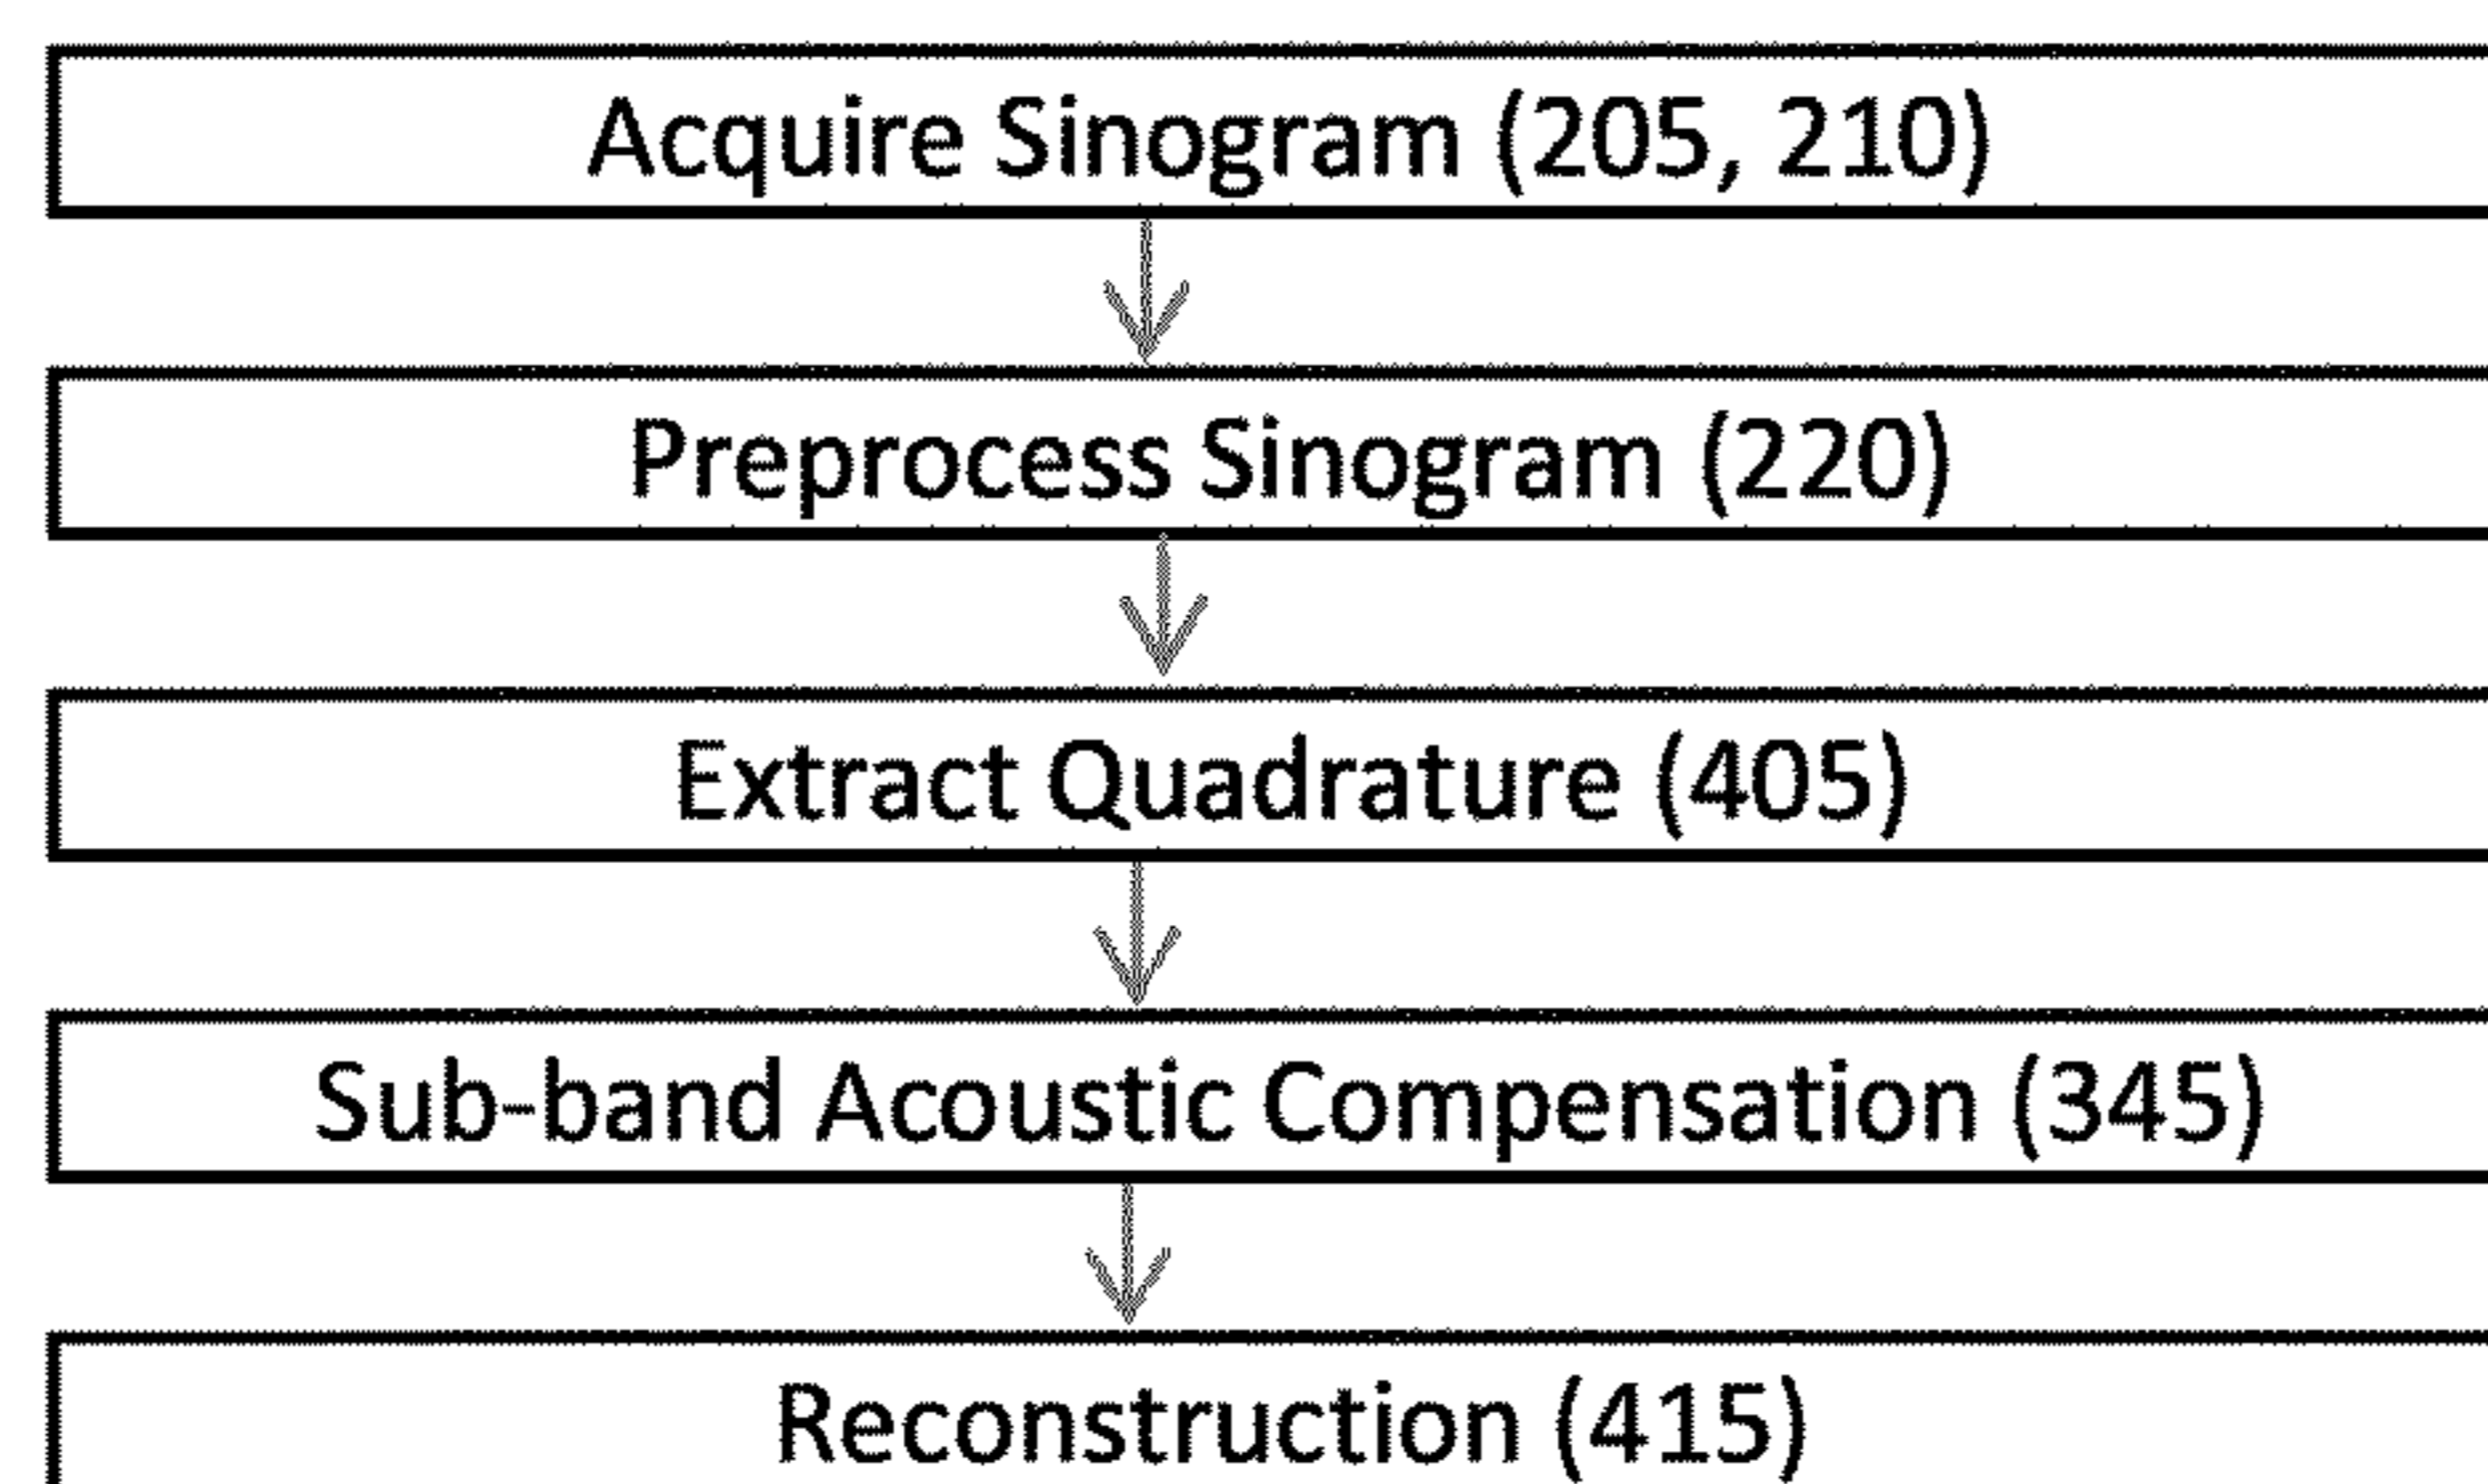 Acquire Sinogram (205, 210)
Preprocess Sinogram (220)
Extract Quadrature (405)
Sub-band Acoustic Compensation (345)
Reconstruction (415)